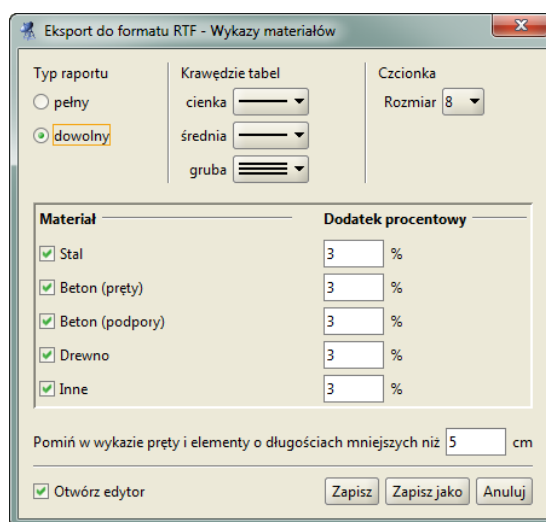 Eksport do formatu RTF - Wykazy materiałów
Typ raportu Krawędzie tabel Czcionka
pełny cienka Rozmiar 8
dowolny średnia
gruba
Materiał Dodatek procentowy
Stal 3 %
Beton (pręty) 3 %
Beton (podpory) 3 %
Drewno 3 %
Inne 3 %
Pomiń w wykazie pręty i elementy o długościach mniejszych niż 5 cm
Otwórz edytor Zapisz Zapisz jako Anuluj